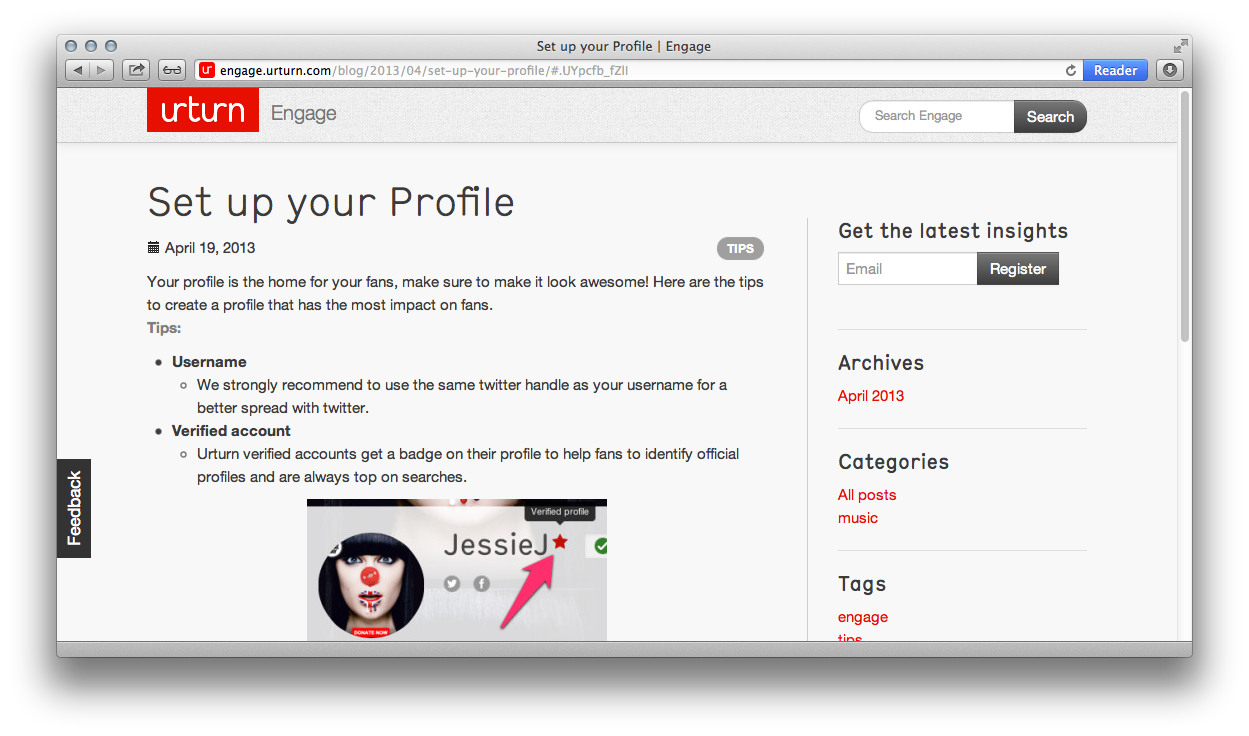 Set up your Profile | Engage
ur engage.urturn.com/blog/2013/04/set-up-your-profile/#.UYpcfb_fZlI
Reader
urturn Engage
Search Engage
Search
Set up your Profile
April 19, 2013
TIPS
Your profile is the home for your fans, make sure to make it look awesome! Here are the tips
to create a profile that has the most impact on fans.
Tips:
• Username
We strongly recommend to use the same twitter handle as your username for a
better spread with twitter.
• Verified account
Urturn verified accounts get a badge on their profile to help fans to identify official
profiles and are always top on searches.
Verified profile
JessieJ
DONATE NOW
Feedback
Get the latest insights
Email
Register
Archives
April 2013
Categories
All posts
music
Tags
engage
tips